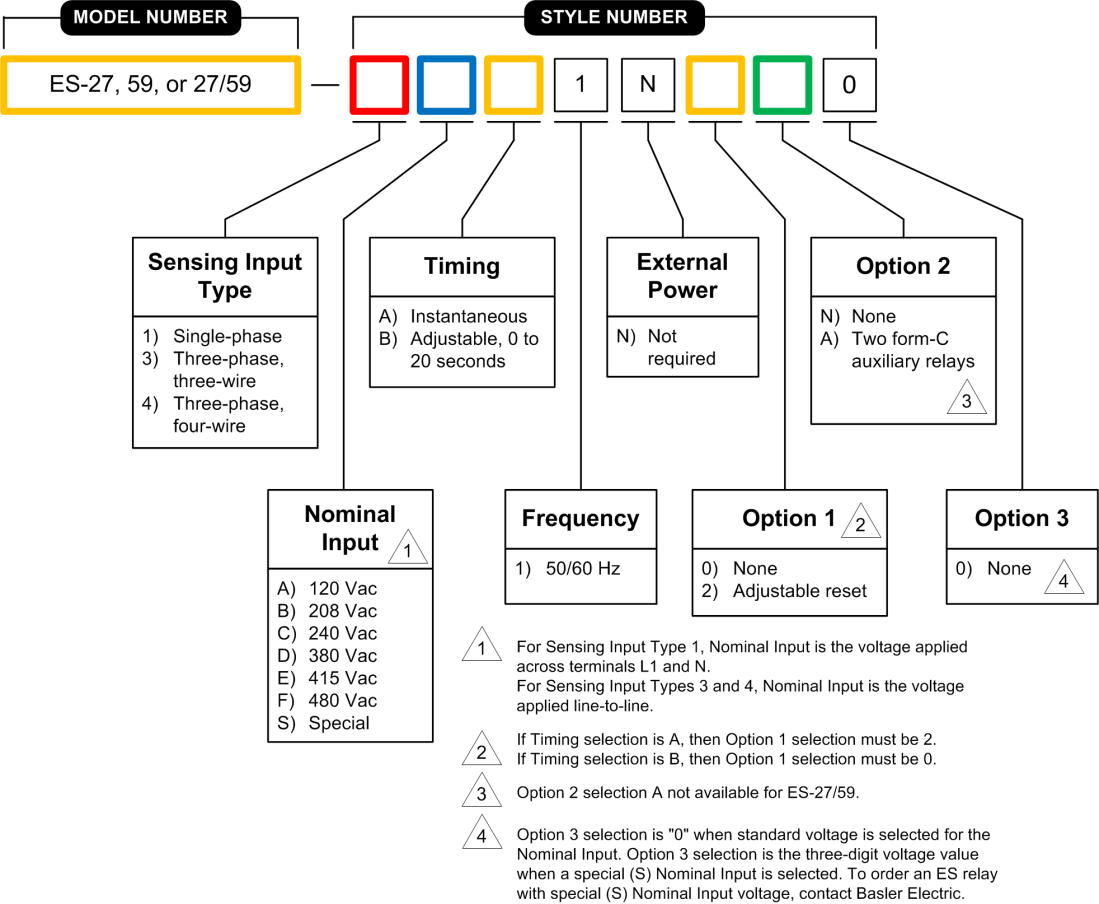 MODEL NUMBER
STYLE NUMBER
ES-27, 59, or 27/59
1
N
0
Sensing Input
Type
1) Single-phase
3) Three-phase,
three-wire
4) Three-phase,
four-wire
Timing
A) Instantaneous
B) Adjustable, 0 to
20 seconds
External
Power
N) Not
required
Option 2
N) None
A) Two form-C
auxiliary relays
3
Nominal
Input
1
A) 120 Vac
B) 208 Vac
C) 240 Vac
D) 380 Vac
E) 415 Vac
F) 480 Vac
S) Special
Frequency
1) 50/60 Hz
Option 1
2
0) None
2) Adjustable reset
Option 3
0) None
4
1
For Sensing Input Type 1, Nominal Input is the voltage applied
across terminals L1 and N.
For Sensing Input Types 3 and 4, Nominal Input is the voltage
applied line-to-line.
2
If Timing selection is A, then Option 1 selection must be 2.
If Timing selection is B, then Option 1 selection must be 0.
3
Option 2 selection A not available for ES-27/59.
4
Option 3 selection is "0" when standard voltage is selected for the
Nominal Input. Option 3 selection is the three-digit voltage value
when a special (S) Nominal Input is selected. To order an ES relay
with special (S) Nominal Input voltage, contact Basler Electric.